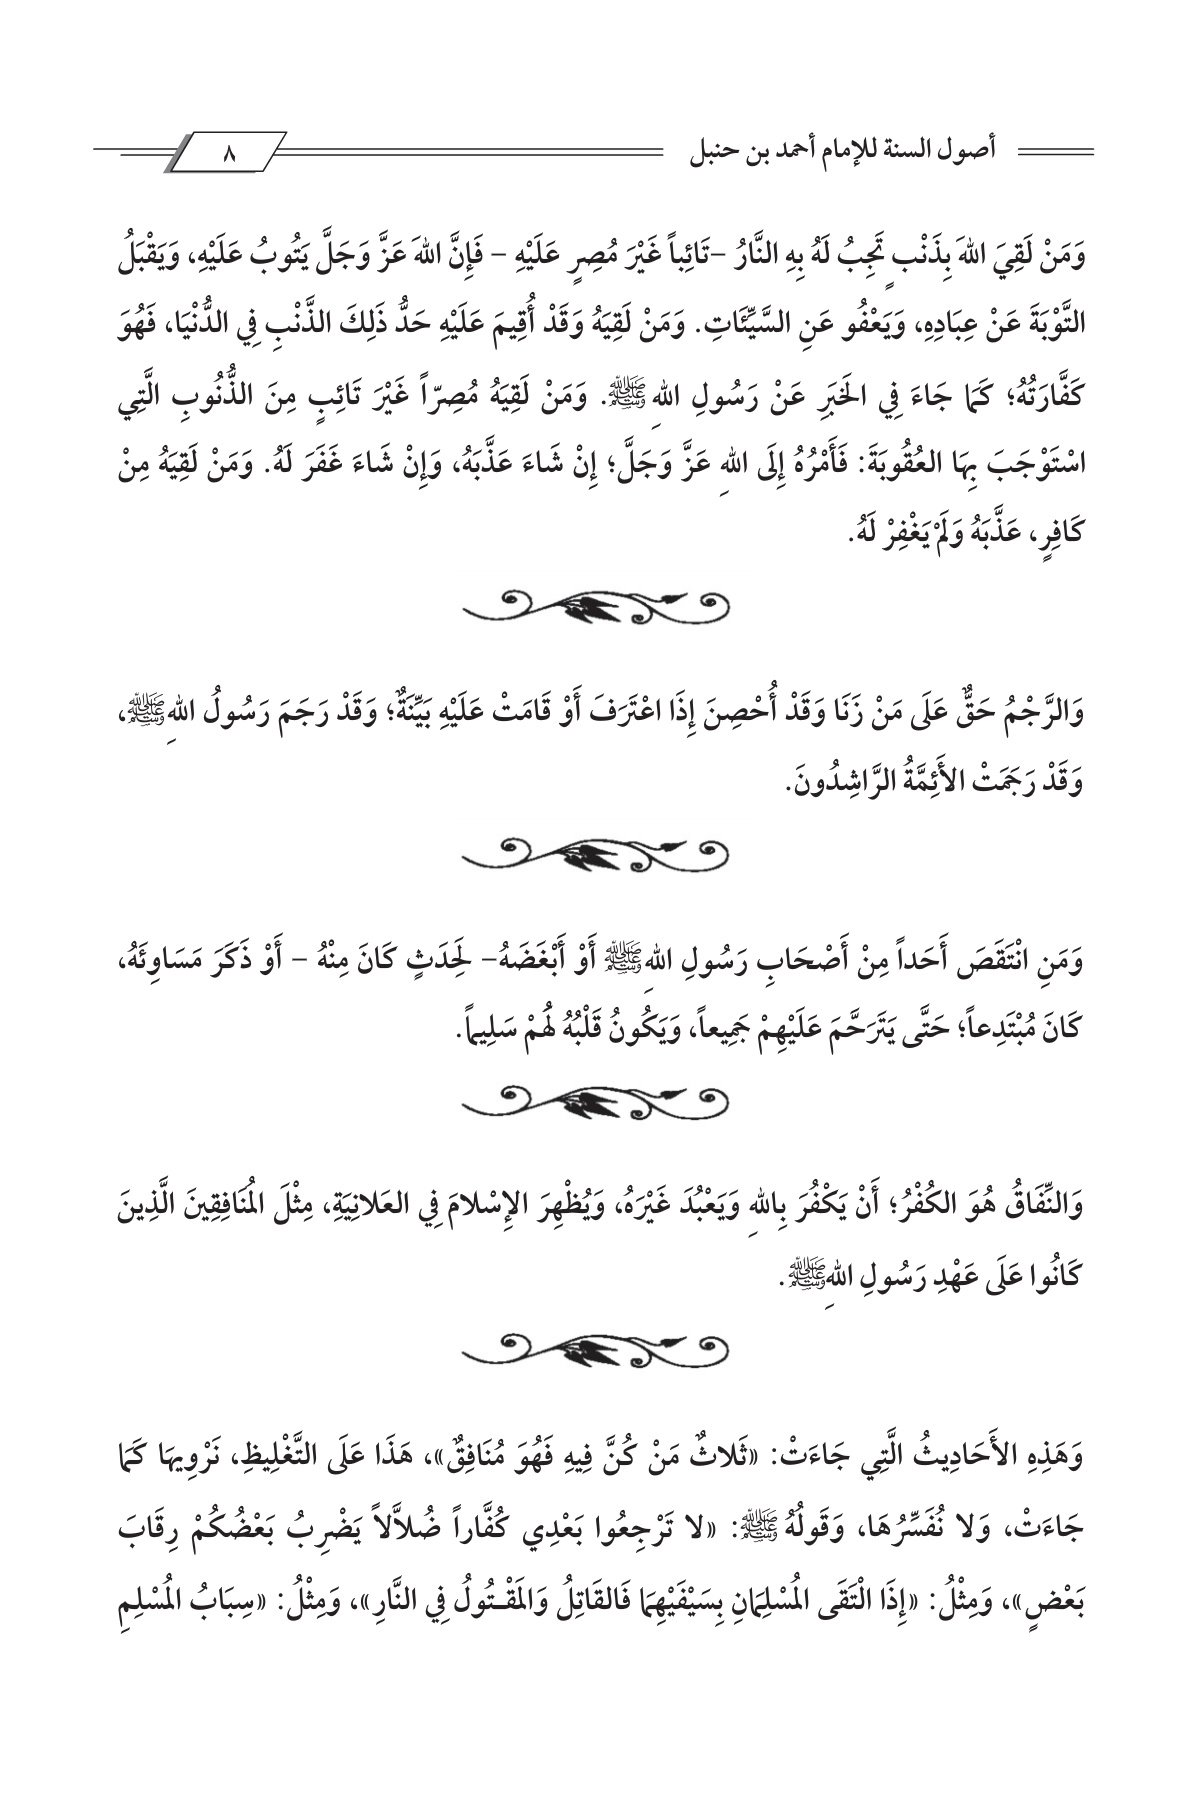 أصول السنة للإمام أحمد بن حنبل
٨
وَمَنْ لَقِيَ اللهَ بِذَنْبٍ تَجِبُ لَهُ بِهِ النَّارُ –تَائِباً غَيْرَ مُصِرٍ عَلَيْهِ – فَإِنَّ اللهَ عَزَّ وَجَلَّ يَتُوبُ عَلَيْهِ، وَيَقْبَلُ
التَّوْبَةَ عَنْ عِبَادِهِ، وَيَعْفُو عَنِ السَّيِّئَاتِ. وَمَنْ لَقِيَهُ وَقَدْ أُقِيمَ عَلَيْهِ حَدُّ ذَلِكَ الذَّنْبِ فِي الدُّنْيَا، فَهُوَ
كَفَّارَتُهُ؛ كَمَا جَاءَ فِي الخَبَرِ عَنْ رَسُولِ اللهِ ﷺ. وَمَنْ لَقِيَهُ مُصِرّاً غَيْرَ تَائِبٍ مِنَ الذُّنُوبِ الَّتِي
اسْتَوْجَبَ بِهَا العُقُوبَةَ: فَأَمْرُهُ إِلَى اللهِ عَزَّ وَجَلَّ؛ إِنْ شَاءَ عَذَّبَهُ، وَإِنْ شَاءَ غَفَرَ لَهُ. وَمَنْ لَقِيَهُ مِنْ
كَافِرٍ، عَذَّبَهُ وَلَمْ يَغْفِرْ لَهُ.
وَالرَّجْمُ حَقٌّ عَلَى مَنْ زَنَا وَقَدْ أُحْصِنَ إِذَا اعْتَرَفَ أَوْ قَامَتْ عَلَيْهِ بَيِّنَةٌ؛ وَقَدْ رَجَمَ رَسُولُ اللهِ ﷺ،
وَقَدْ رَجَمَتْ الأَئِمَّةُ الرَّاشِدُونَ.
وَمَنِ انْتَقَصَ أَحَداً مِنْ أَصْحَابِ رَسُولِ اللهِ ﷺ أَوْ أَبْغَضَهُ– لَحِدَثٍ كَانَ مِنْهُ – أَوْ ذَكَرَ مَسَاوِئَهُ،
كَانَ مُبْتَدِعاً؛ حَتَّى يَتَرَحَّمَ عَلَيْهِمْ جَمِيعاً، وَيَكُونُ قَلْبُهُ لَهُمْ سَلِيماً.
وَالنِّفَاقُ هُوَ الكُفْرُ؛ أَنْ يَكْفُرَ بِاللهِ وَيَعْبُدَ غَيْرَهُ، وَيُظْهِرَ الإِسْلامَ فِي العَلانِيَةِ، مِثْلَ المُنَافِقِينَ الَّذِينَ
كَانُوا عَلَى عَهْدِ رَسُولِ اللهِ ﷺ.
وَهَذِهِ الأَحَادِيثُ الَّتِي جَاءَتْ: «ثَلاثٌ مَنْ كُنَّ فِيهِ فَهُوَ مُنَافِقٌ»، هَذَا عَلَى التَّغْلِيظِ، نَرْوِيهَا كَمَا
جَاءَتْ، وَلا نُفَسِّرُهَا، وَقَولُهُ ﷺ: «لا تَرْجِعُوا بَعْدِي كُفَّاراً ضُلاَّلاً يَضْرِبُ بَعْضُكُمْ رِقَابَ
بَعْضٍ»، وَمِثْلُ: «إِذَا الْتَقَى المُسْلِمَانِ بِسَيْفَيْهِمَا فَالقَاتِلُ وَالمَقْـتُولُ فِي النَّارِ»، وَمِثْلُ: «سِبَابُ المُسْلِمِ